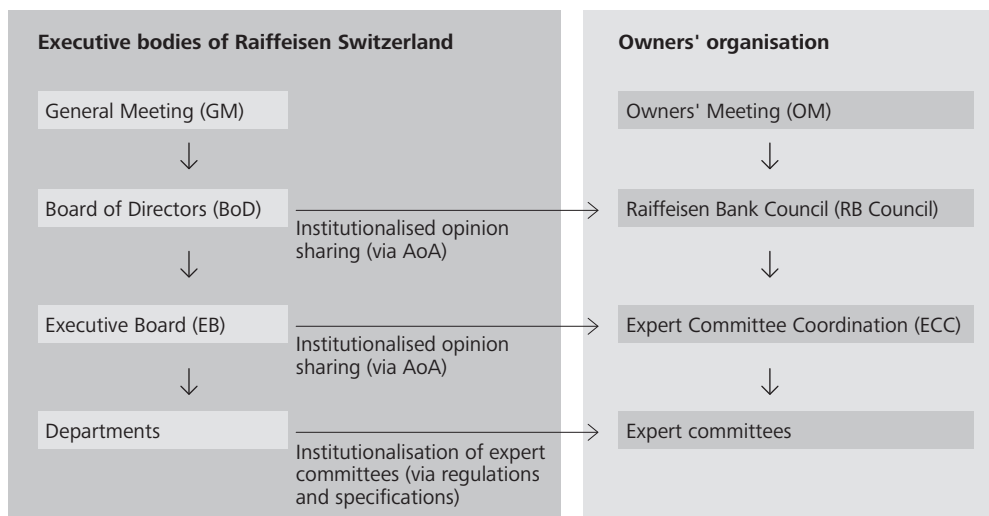 Executive bodies of Raiffeisen Switzerland
General Meeting (GM)
Board of Directors (BoD)
Institutionalised opinion
sharing (via AoA)
Executive Board (EB)
Institutionalised opinion
sharing (via AoA)
Departments
Institutionalisation of expert
committees (via regulations
and specifications)
Owners' organisation
Owners' Meeting (OM)
Raiffeisen Bank Council (RB Council)
Expert Committee Coordination (ECC)
Expert committees